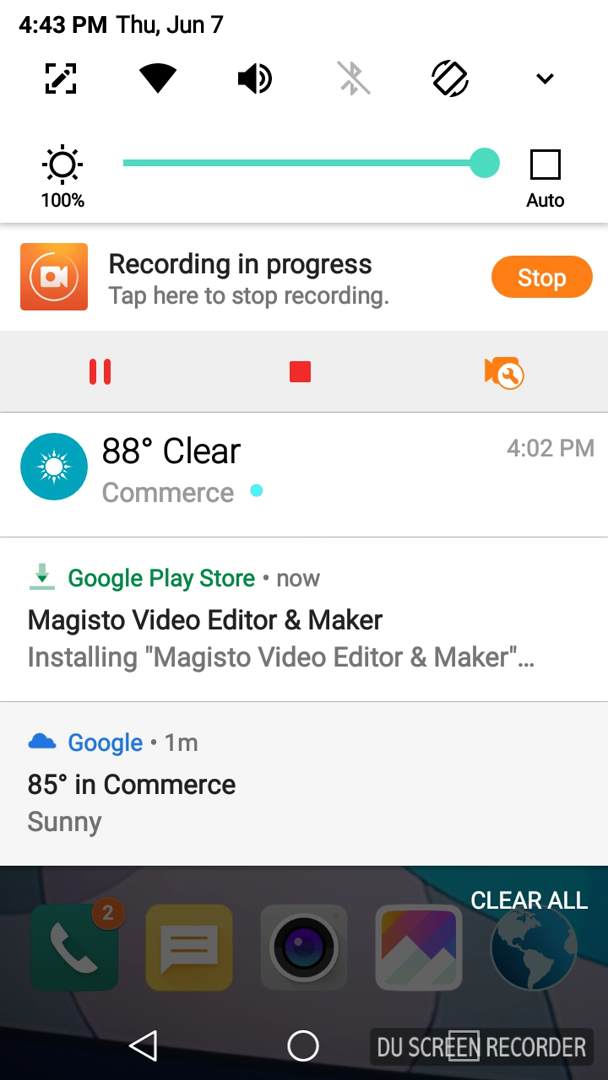 4:43 PM Thu, Jun 7
100%
Auto
Recording in progress
Tap here to stop recording.
Stop
88° Clear
4:02 PM
Commerce
Google Play Store • now
Magisto Video Editor & Maker
Installing "Magisto Video Editor & Maker"...
Google • 1m
85° in Commerce
Sunny
CLEAR ALL
2
DU SCREEN RECORDER